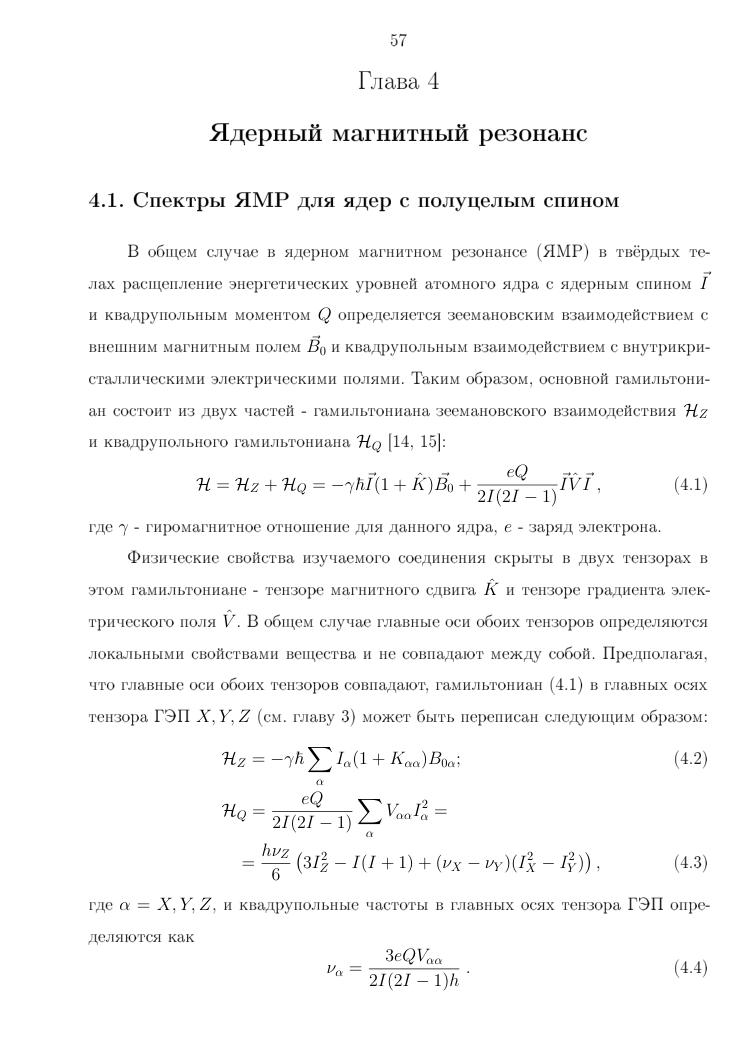 57
Глава 4
Ядерный магнитный резонанс
4.1. Спектры ЯМР для ядер с полуцелым спином
В общем случае в ядерном магнитном резонансе (ЯМР) в твёрдых те-
лах расщепление энергетических уровней атомного ядра с ядерным спином $\vec{I}$
и квадрупольным моментом $Q$ определяется зеемановским взаимодействием с
внешним магнитным полем $\vec{B}_0$ и квадрупольным взаимодействием с внутрикри-
сталлическими электрическими полями. Таким образом, основной гамильтони-
ан состоит из двух частей - гамильтониана зеемановского взаимодействия $\mathcal{H}_Z$
и квадрупольного гамильтониана $\mathcal{H}_Q$ [14, 15]:
$\mathcal{H} = \mathcal{H}_Z + \mathcal{H}_Q = -\gamma\hbar\vec{I}(1 + \hat{K})\vec{B}_0 + \frac{eQ}{2I(2I-1)}\vec{I}\hat{V}\vec{I}$ , (4.1)
где $\gamma$ - гиромагнитное отношение для данного ядра, $e$ - заряд электрона.
Физические свойства изучаемого соединения скрыты в двух тензорах в
этом гамильтониане - тензоре магнитного сдвига $\hat{K}$ и тензоре градиента элек-
трического поля $\hat{V}$. В общем случае главные оси обоих тензоров определяются
локальными свойствами вещества и не совпадают между собой. Предполагая,
что главные оси обоих тензоров совпадают, гамильтониан (4.1) в главных осях
тензора ГЭП $X, Y, Z$ (см. главу 3) может быть переписан следующим образом:
$\mathcal{H}_Z = -\gamma\hbar\sum_{\alpha} I_\alpha(1 + K_{\alpha\alpha})B_{0\alpha};$ (4.2)
$\mathcal{H}_Q = \frac{eQ}{2I(2I-1)}\sum_{\alpha} V_{\alpha\alpha}I_\alpha^2 =$
$= \frac{h\nu_Z}{6}\left(3I_Z^2 - I(I+1) + (\nu_X - \nu_Y)(I_X^2 - I_Y^2)\right),$ (4.3)
где $\alpha = X, Y, Z$, и квадрупольные частоты в главных осях тензора ГЭП опре-
деляются как
$\nu_\alpha = \frac{3eQV_{\alpha\alpha}}{2I(2I-1)h}$ . (4.4)